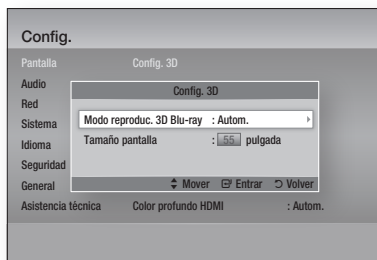 Config.
Pantalla Config. 3D
Audio
Red
Sistema
Idioma
Seguridad
General
Config. 3D
Modo reproduc. 3D Blu-ray : Autom.
Tamaño pantalla : 55 pulgada
Mover Entrar Volver
Asistencia técnica Color profundo HDMI : Autom.